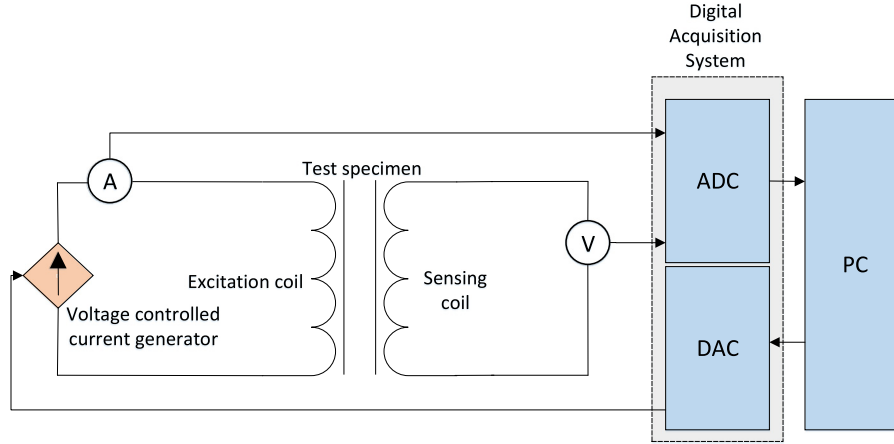 Digital
Acquisition
System
A
Test specimen
ADC
V
PC
Excitation coil
Sensing
coil
Voltage controlled
current generator
DAC